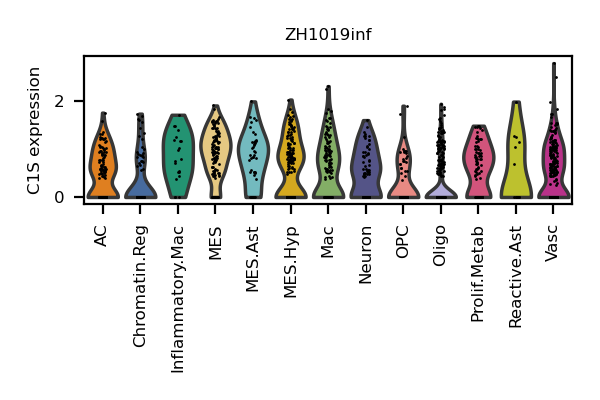 ZH1019inf
C1S expression
2
0
AC
Chromatin.Reg
Inflammatory.Mac
MES
MES.Ast
MES.Hyp
Mac
Neuron
OPC
Oligo
Prolif.Metab
Reactive.Ast
Vasc